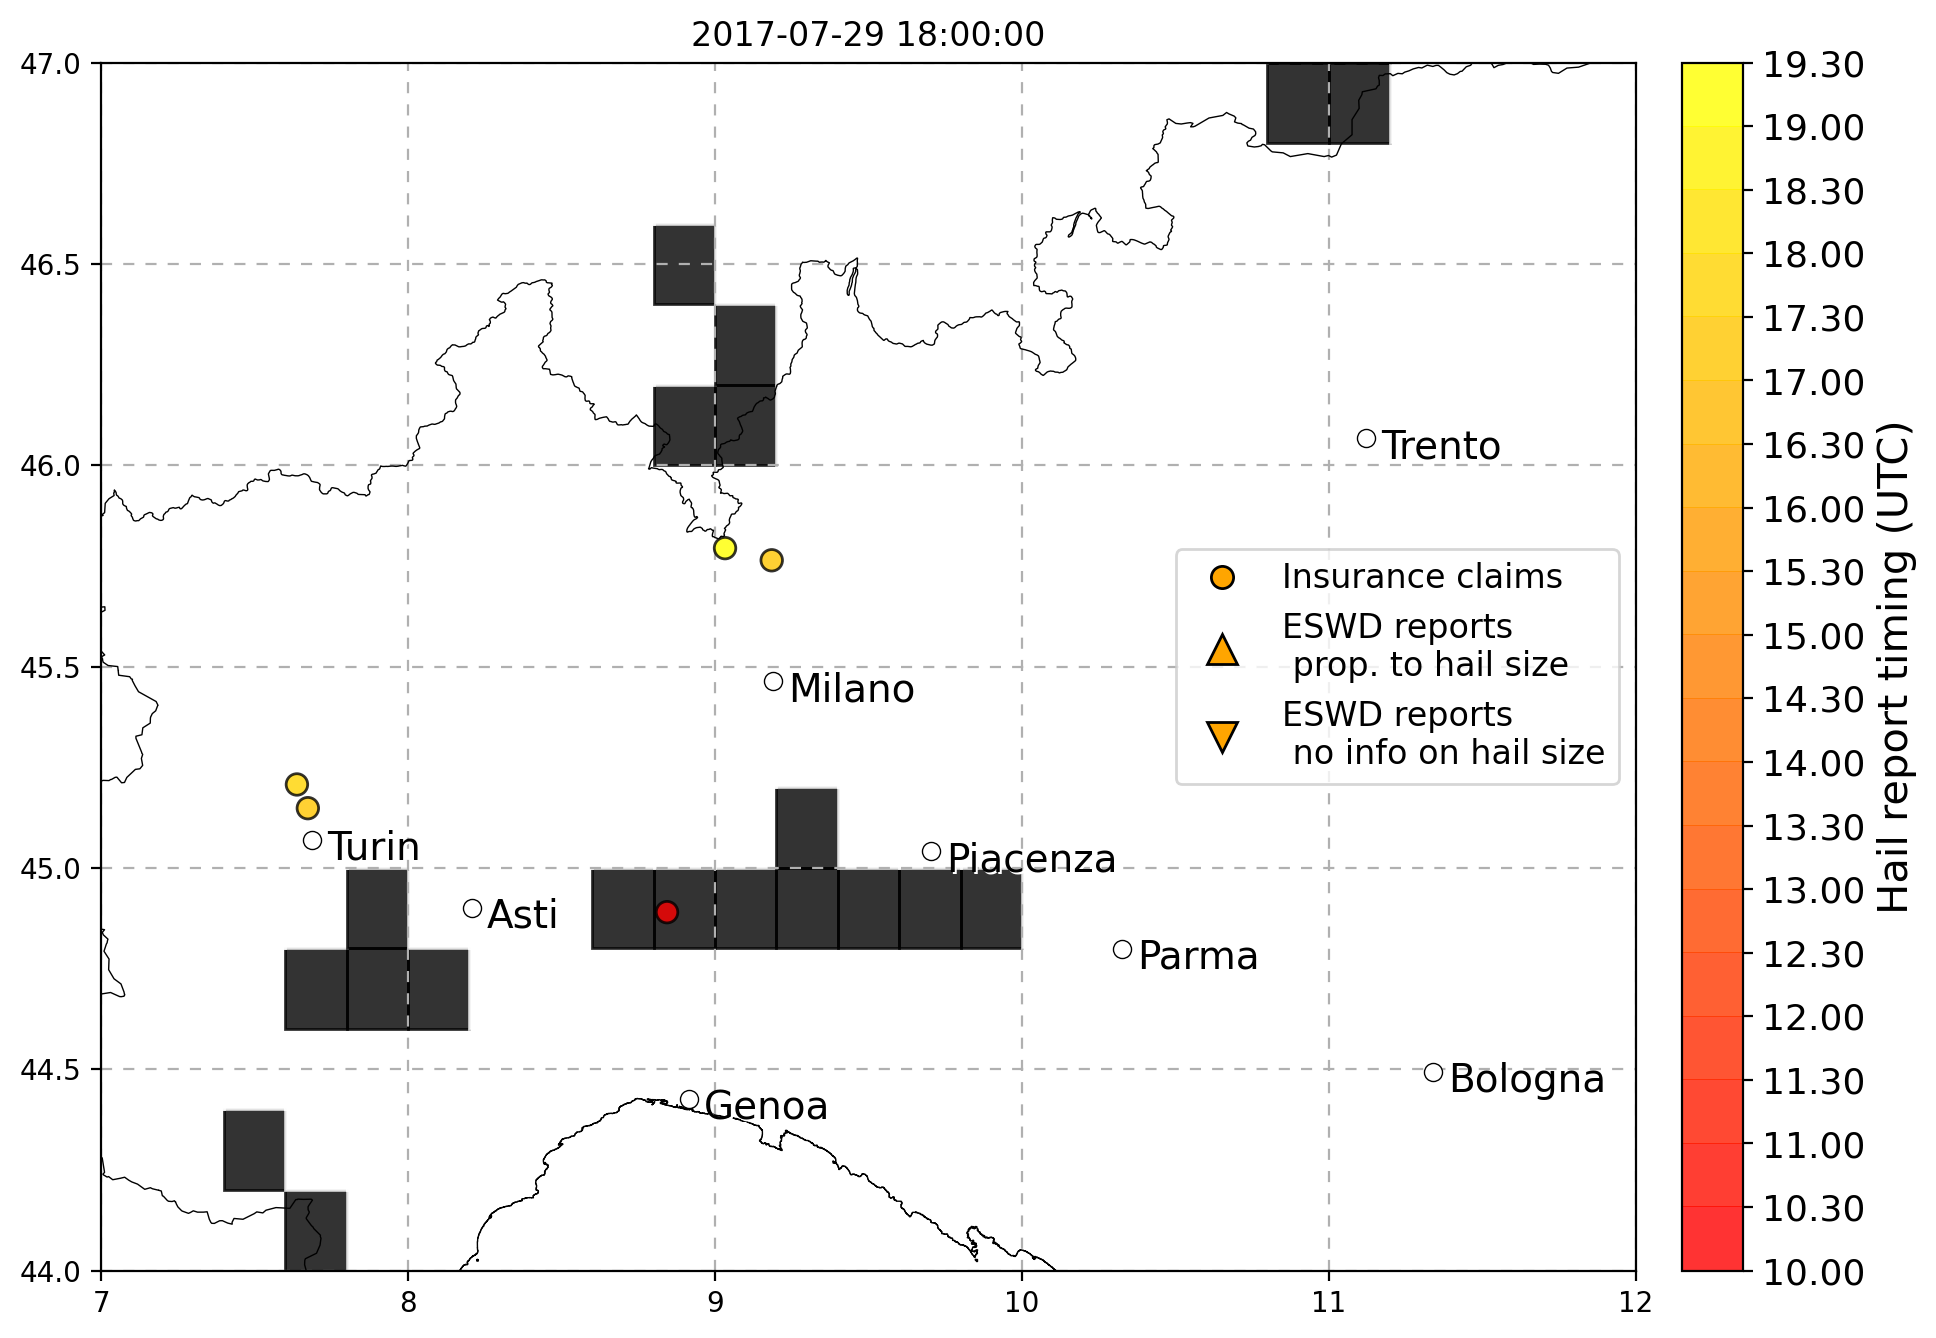 2017-07-29 18:00:00
47.0
46.5
46.0
45.5
45.0
44.5
44.0
7
8
9
10
11
12
Trento
Milano
Turin
Piacenza
Asti
Parma
Bologna
Genoa
Insurance claims
ESWD reports
prop. to hail size
ESWD reports
no info on hail size
19.30
19.00
18.30
18.00
17.30
17.00
16.30
16.00
15.30
15.00
14.30
14.00
13.30
13.00
12.30
12.00
11.30
11.00
10.30
10.00
Hail report timing (UTC)